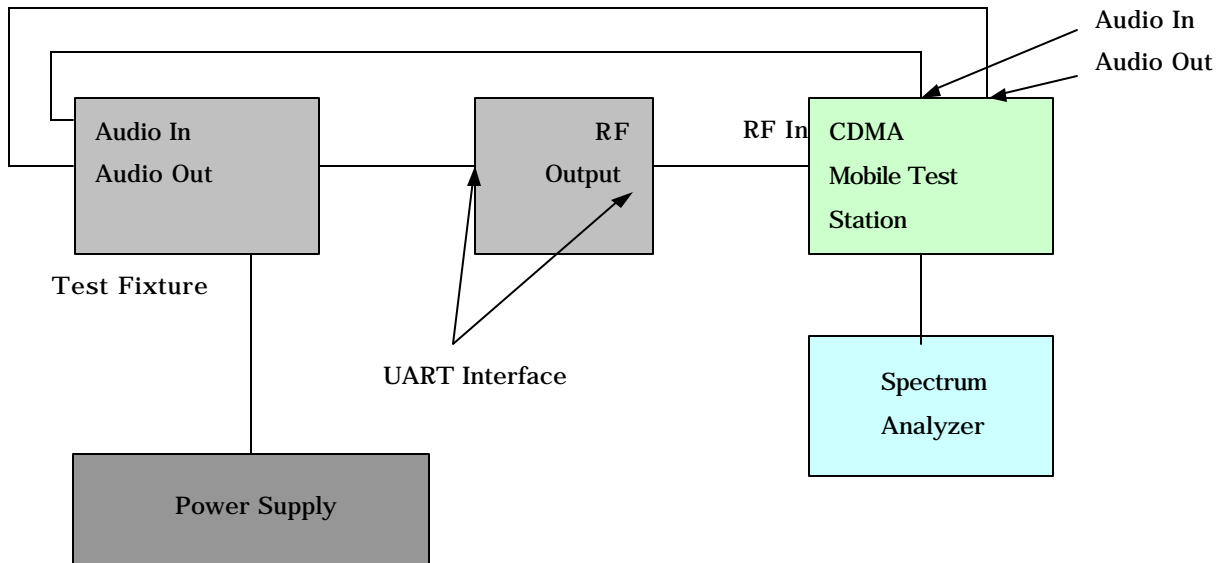 Audio In
Audio Out
Audio In
Audio Out
RF
Output
RF In
CDMA
Mobile Test
Station
Test Fixture
UART Interface
Spectrum
Analyzer
Power Supply